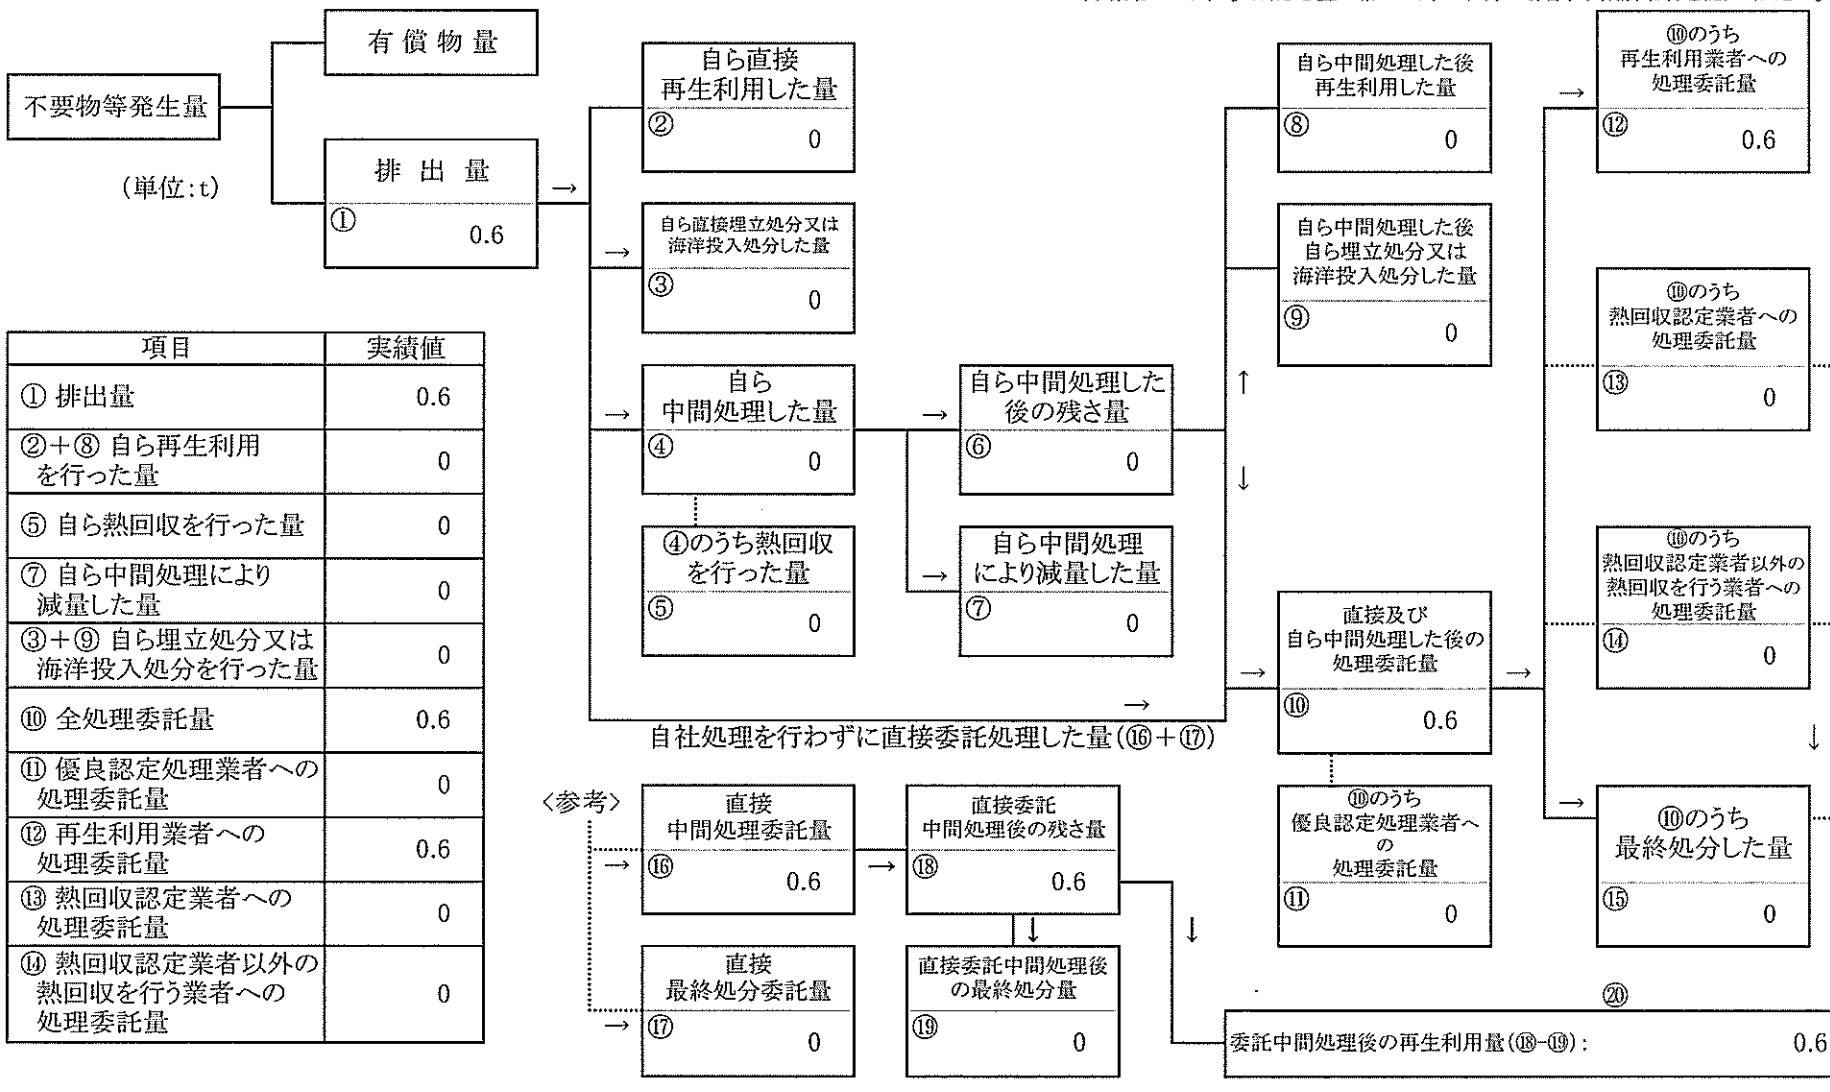 有 償 物 量
不要物等発生量
(単位:t)
排 出 量
→
①
0.6
自ら直接
再生利用した量
②
0
→
自ら直接埋立処分又は
海洋投入処分した量
③
0
→
自ら
中間処理した量
④
0
④のうち熱回収
を行った量
⑤
0
→
自ら中間処理した
後の残さ量
⑥
0
→
自ら中間処理
により減量した量
⑦
0
↑
↓
自ら中間処理した後
再生利用した量
⑧
0
自ら中間処理した後
自ら埋立処分又は
海洋投入処分した量
⑨
0
→
自社処理を行わずに直接委託処理した量(⑯+⑰)
→
直接及び
自ら中間処理した後の
処理委託量
⑩
0.6
→
⑩のうち
優良認定処理業者へ
の
処理委託量
⑪
0
→
⑩のうち
再生利用業者への
処理委託量
⑫
0.6
⑩のうち
熱回収認定業者への
処理委託量
⑬
0
⑩のうち
熱回収認定業者以外の
熱回収を行う業者への
処理委託量
⑭
0
↓
→
⑩のうち
最終処分した量
⑮
0
項目 実績値
① 排出量 0.6
②+⑧ 自ら再生利用
を行った量 0
⑤ 自ら熱回収を行った量 0
⑦ 自ら中間処理により
減量した量 0
③+⑨ 自ら埋立処分又は
海洋投入処分を行った量 0
⑩ 全処理委託量 0.6
⑪ 優良認定処理業者への
処理委託量 0
⑫ 再生利用業者への
処理委託量 0.6
⑬ 熱回収認定業者への
処理委託量 0
⑭ 熱回収認定業者以外の
熱回収を行う業者への
処理委託量 0
〈参考〉
→
直接
中間処理委託量
⑯
0.6
→
直接委託
中間処理後の残さ量
⑱
0.6
↓
↓
→
直接
最終処分委託量
⑰
0
直接委託中間処理後
の最終処分量
⑲
0
⑳
委託中間処理後の再生利用量(⑱-⑲): 0.6